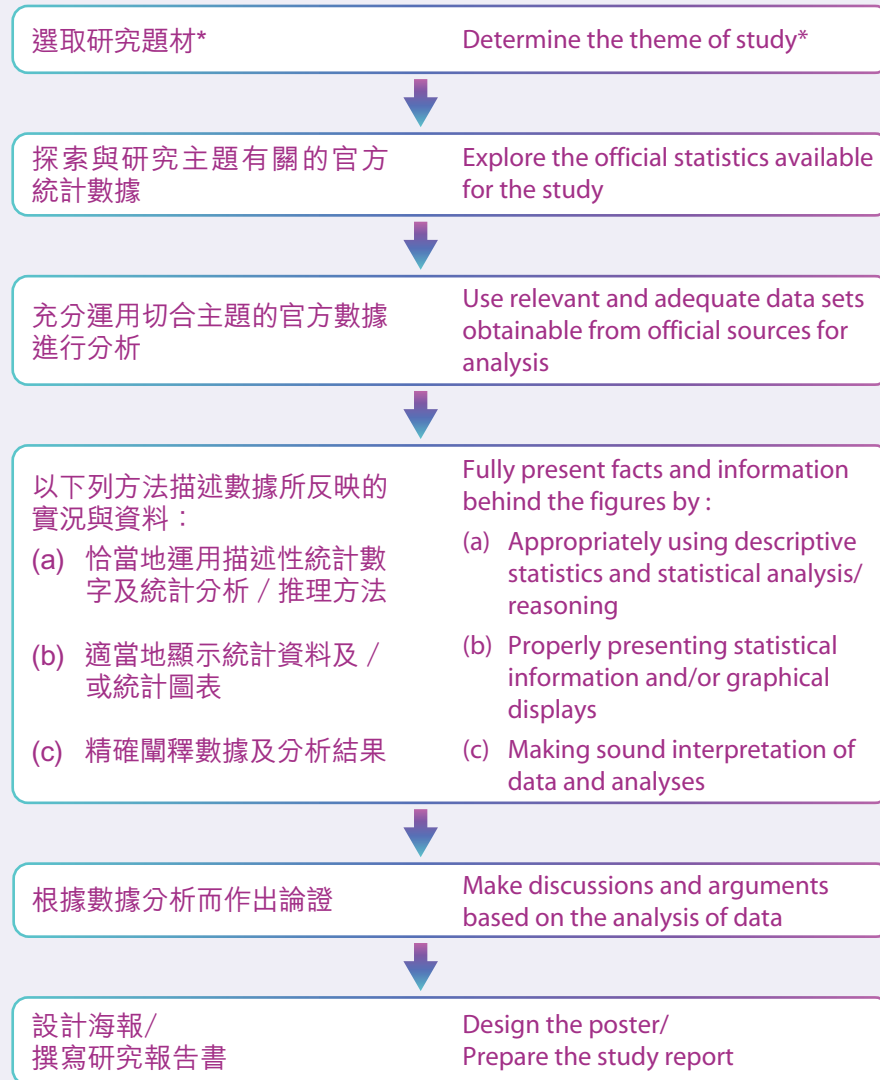 選取研究題材*
Determine the theme of study*
探索與研究主題有關的官方
統計數據
Explore the official statistics available
for the study
充分運用切合主題的官方數據
進行分析
Use relevant and adequate data sets
obtainable from official sources for
analysis
以下列方法描述數據所反映的
實況與資料：
(a) 恰當地運用描述性統計數
字及統計分析／推理方法
(b) 適當地顯示統計資料及／
或統計圖表
(c) 精確闡釋數據及分析結果
Fully present facts and information
behind the figures by :
(a) Appropriately using descriptive
statistics and statistical analysis/
reasoning
(b) Properly presenting statistical
information and/or graphical
displays
(c) Making sound interpretation of
data and analyses
根據數據分析而作出論證
Make discussions and arguments
based on the analysis of data
設計海報/
撰寫研究報告書
Design the poster/
Prepare the study report